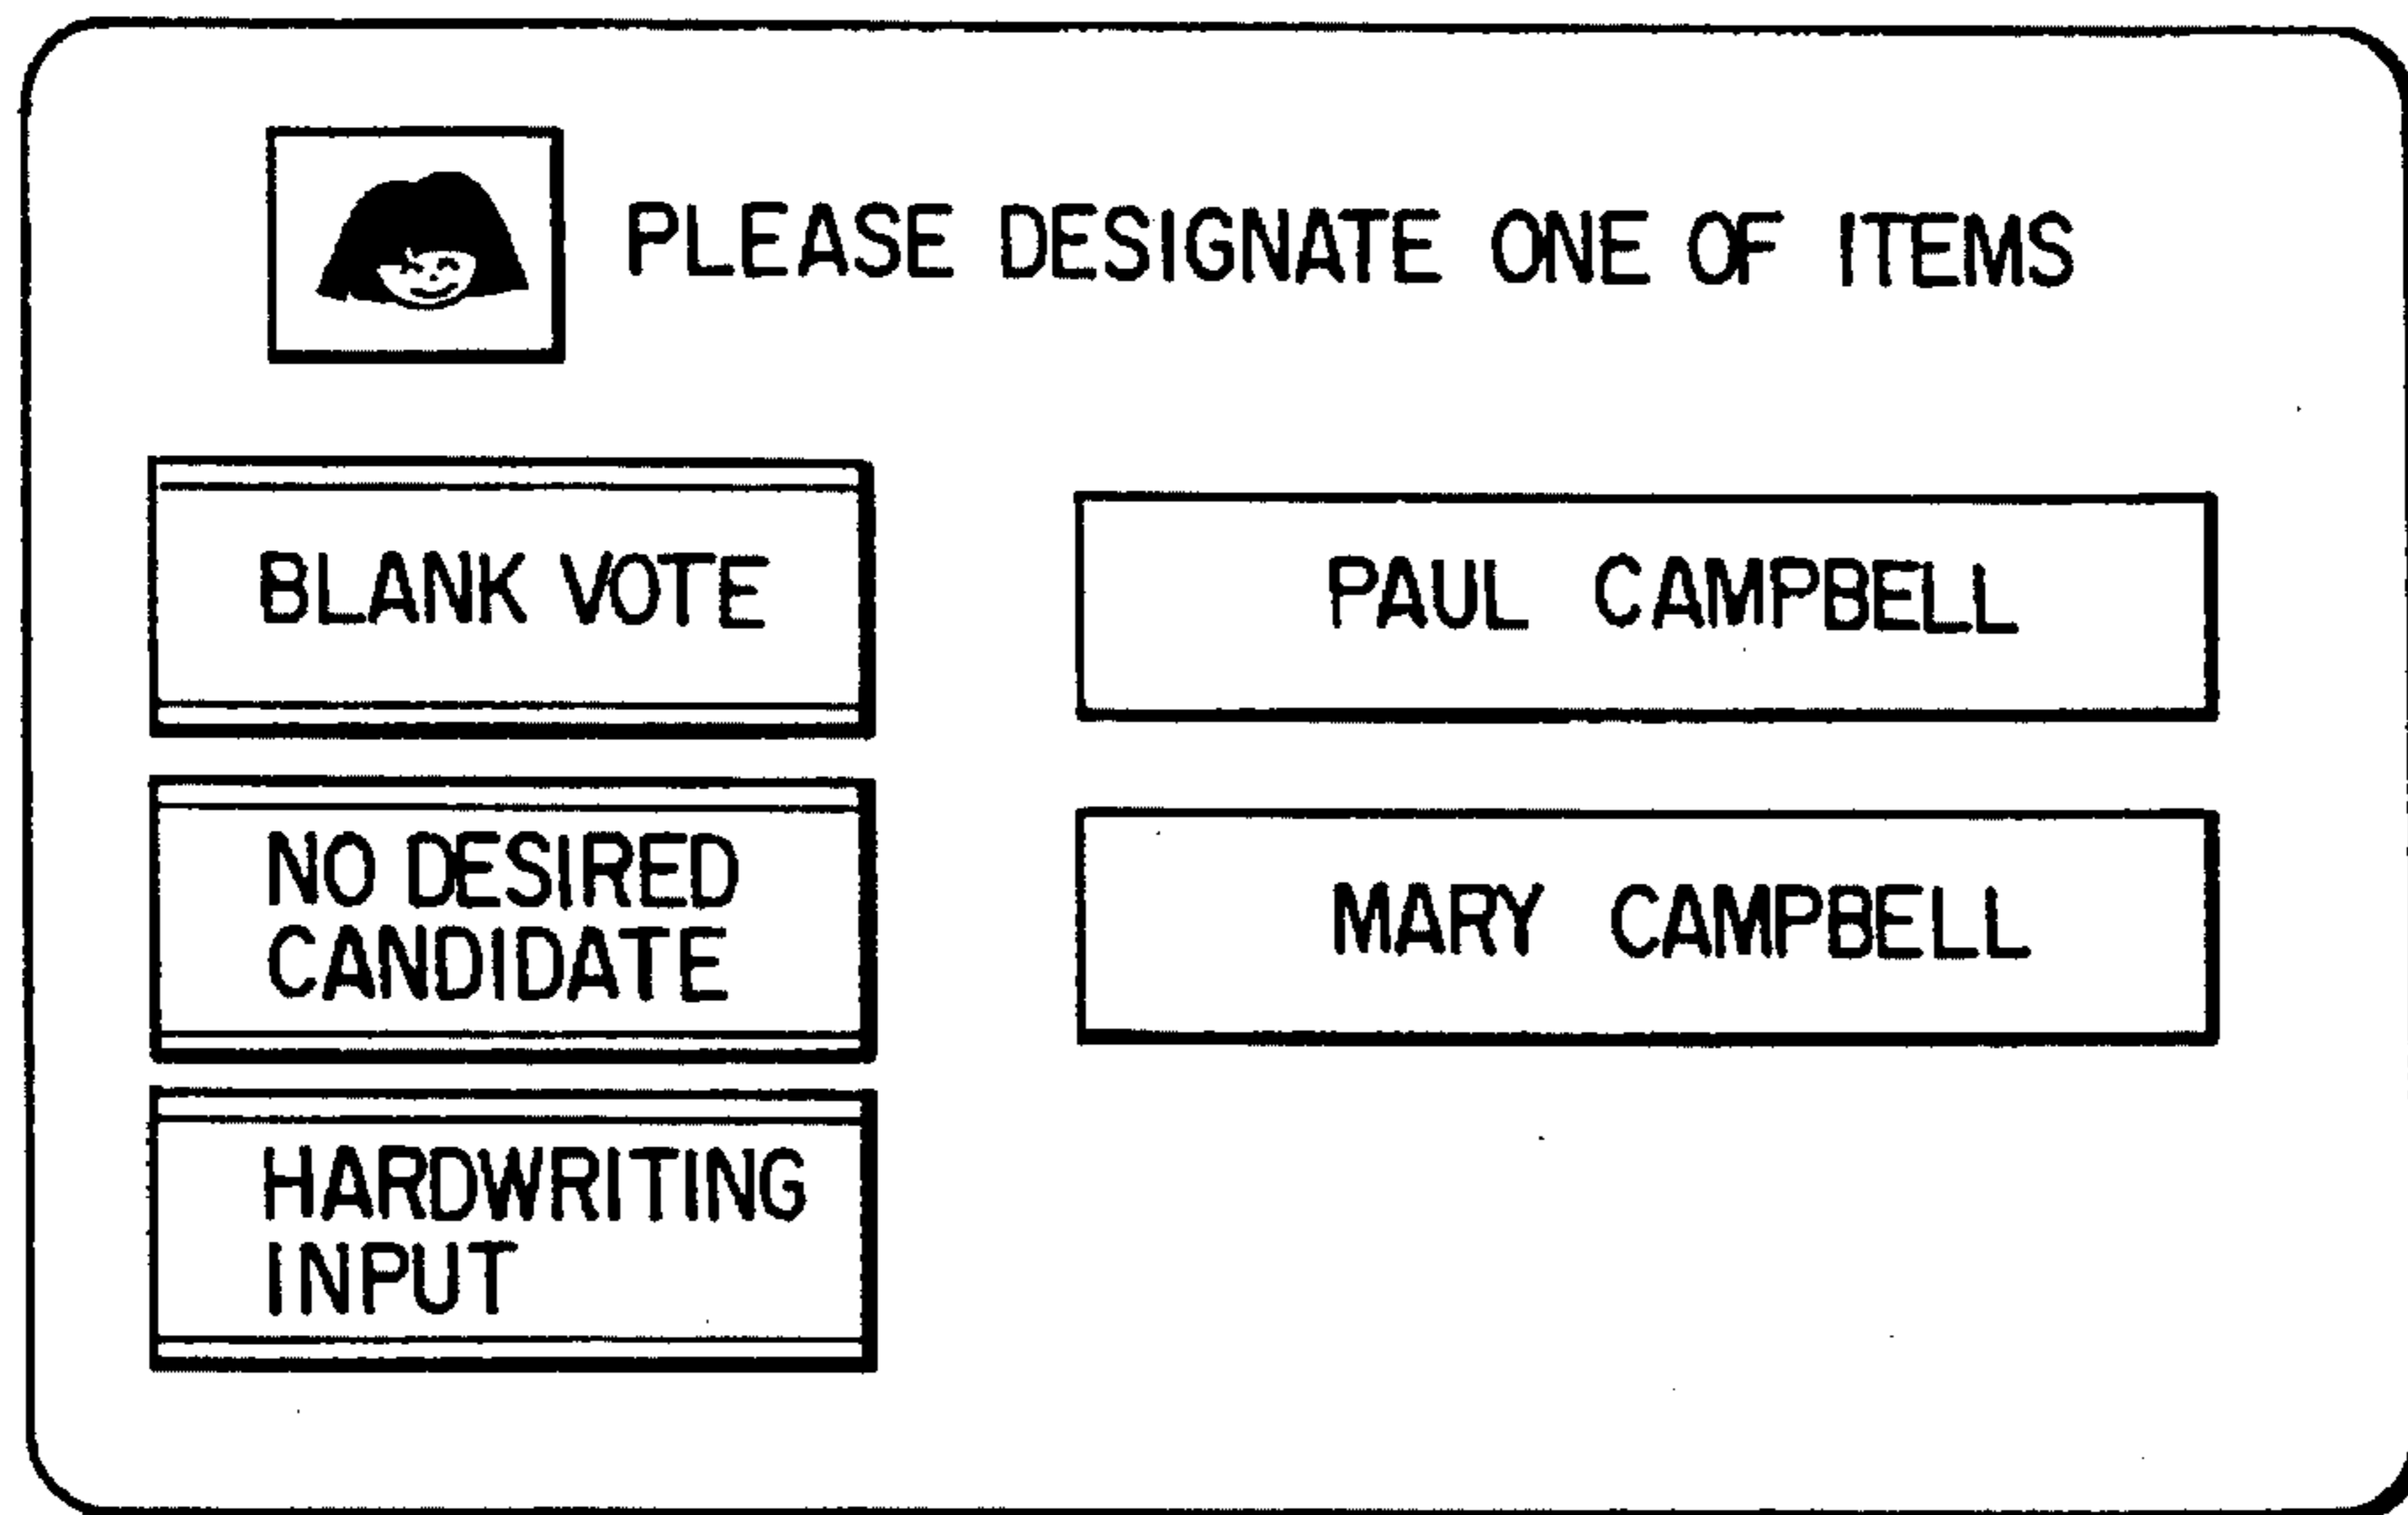 PLEASE DESIGNATE ONE OF ITEMS
BLANK VOTE
NO DESIRED
CANDIDATE
HARDWRITING
INPUT
PAUL CAMPBELL
MARY CAMPBELL